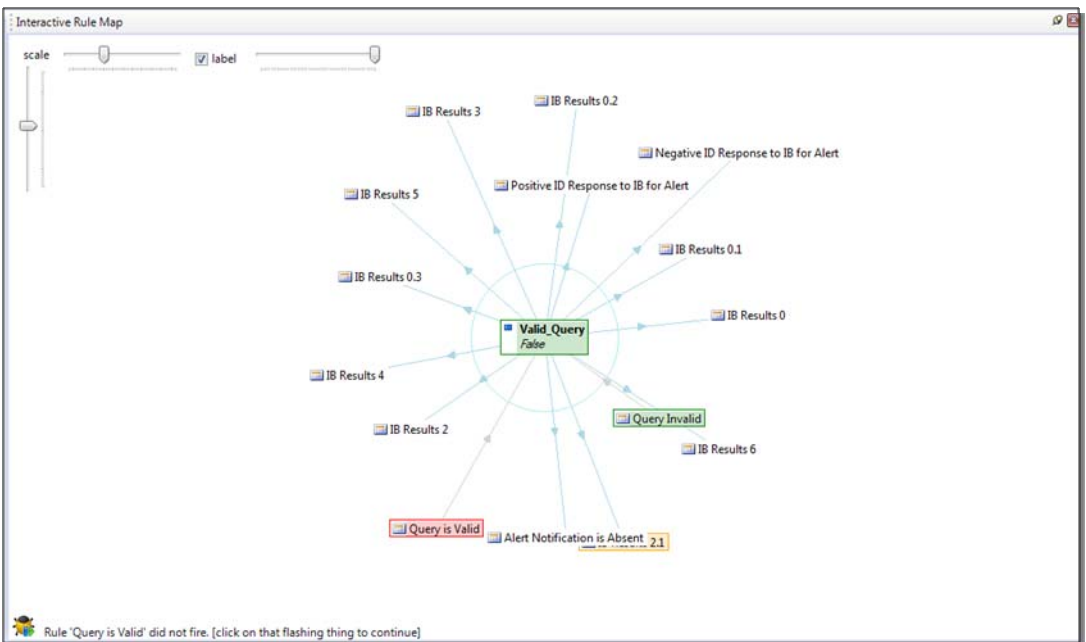 Interactive Rule Map
scale
label
IB Results 0.2
IB Results 3
Negative ID Response to IB for Alert
Positive ID Response to IB for Alert
IB Results 5
IB Results 0.1
IB Results 0.3
IB Results 0
Valid_Query
False
IB Results 4
Query Invalid
IB Results 2
IB Results 6
Query is Valid
Alert Notification is Absent
2.1
Rule 'Query is Valid' did not fire. [click on that flashing thing to continue]